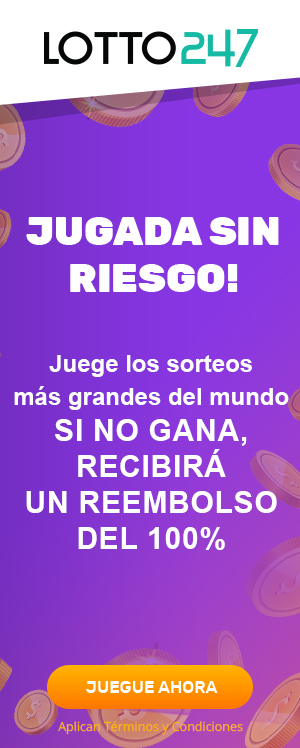 LOTTO247
JUGADA SIN
RIESGO!
Juege los sorteos
más grandes del mundo
SI NO GANA,
RECIBIRÁ
UN REEMBOLSO
DEL 100%
JUEGUE AHORA
Aplican Términos y Condiciones